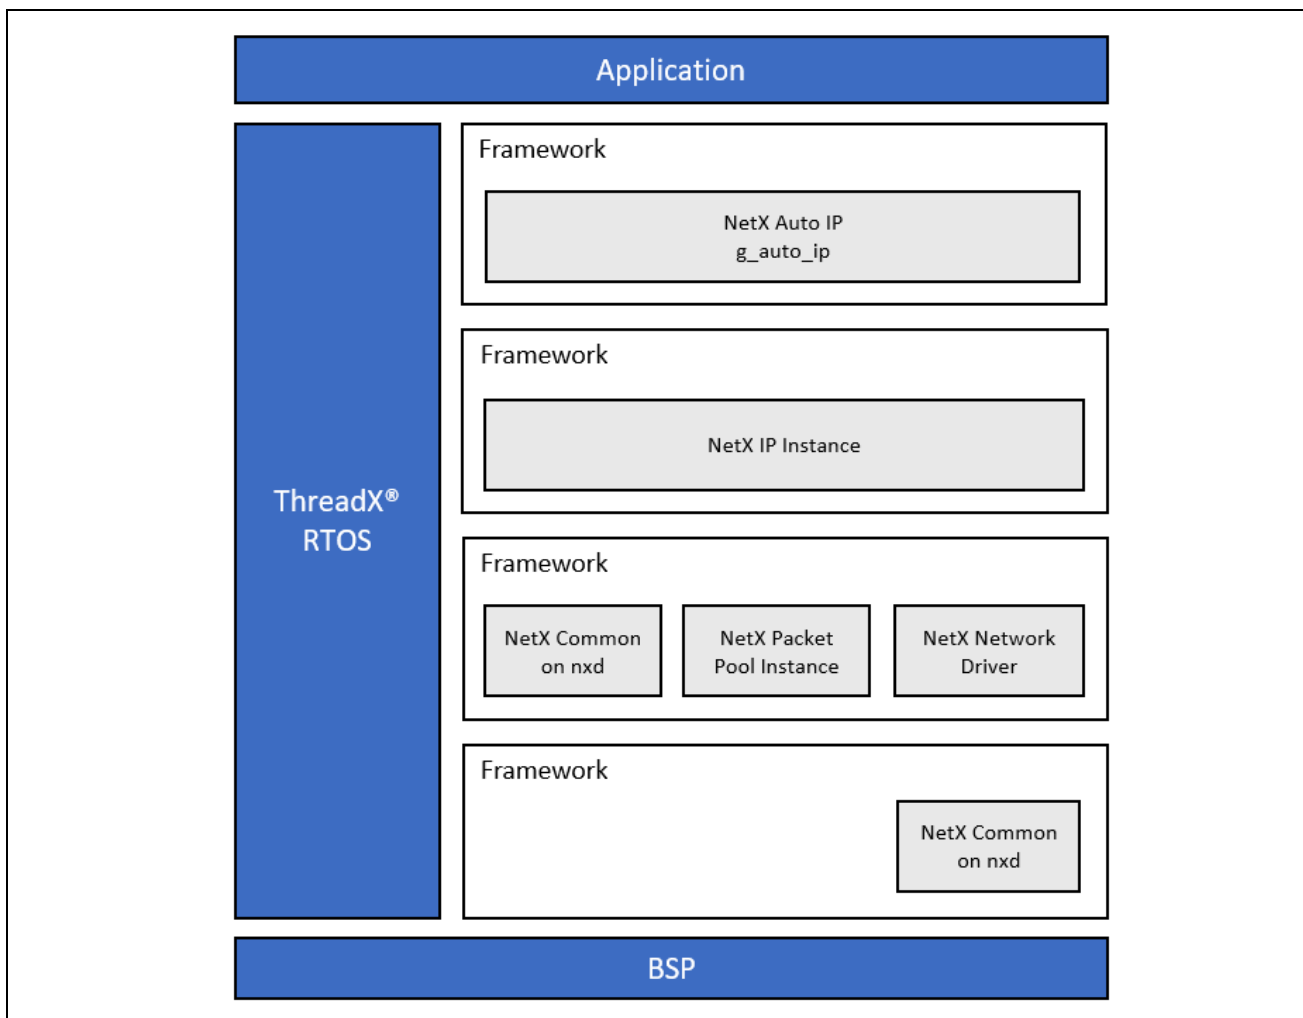 Application
ThreadX®
RTOS
Framework
NetX Auto IP
g_auto_ip
Framework
NetX IP Instance
Framework
NetX Common
on nxd
NetX Packet
Pool Instance
NetX Network
Driver
Framework
NetX Common
on nxd
BSP